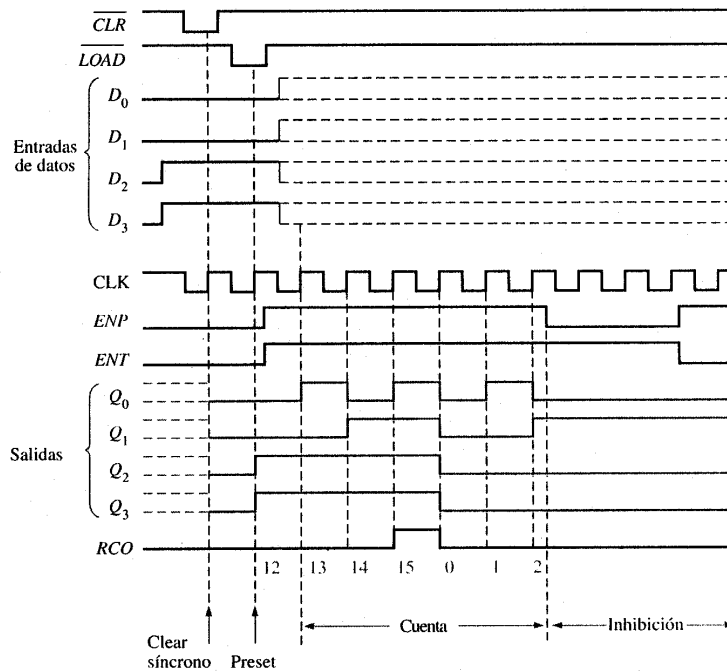 CLR
LOAD
D0
D1
Entradas
de datos
D2
D3
CLK
ENP
ENT
Q0
Q1
Salidas
Q2
Q3
RCO
12 13 14 15 0 1 2
Cuenta
Inhibición
Clear
síncrono
Preset